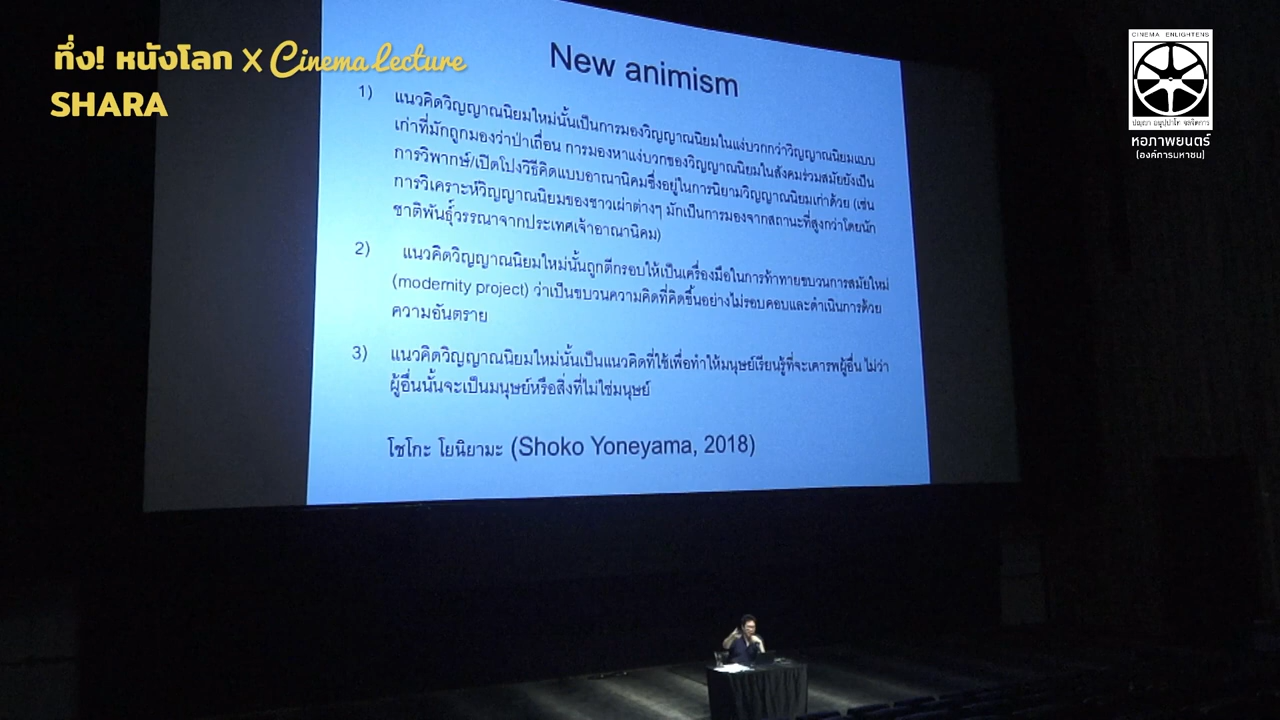 ทึ่ง! หนังโลก X Cinema Lecture
SHARA
CINEMA ENLIGHTENS
ปญญา อนุปปาโท จลจิตการ
หอภาพยนตร์
(องค์การมหาชน)
New animism
1) แนวคิดวิญญาณนิยมใหม่นั้นเป็นการมองวิญญาณนิยมในแง่บวกกว่าวิญญาณนิยมแบบ
เก่าที่มักถูกมองว่าป่าเถื่อน การมองหาแง่บวกของวิญญาณนิยมในสังคมร่วมสมัยยังเป็น
การวิพากษ์/เปิดโปงวิธีคิดแบบอาณานิคมซึ่งอยู่ในการนิยามวิญญาณนิยมเก่าด้วย (เช่น
การวิเคราะห์วิญญาณนิยมของชาวเผ่าต่างๆ มักเป็นการมองจากสถานะที่สูงกว่าโดยนัก
ชาติพันธุ์วรรณาจากประเทศเจ้าอาณานิคม)
2) แนวคิดวิญญาณนิยมใหม่นั้นถูกตีกรอบให้เป็นเครื่องมือในการท้าทายขบวนการสมัยใหม่
(modernity project) ว่าเป็นขบวนความคิดที่คิดขึ้นอย่างไม่รอบคอบและดำเนินการด้วย
ความอันตราย
3) แนวคิดวิญญาณนิยมใหม่นั้นเป็นแนวคิดที่ใช้เพื่อทำให้มนุษย์เรียนรู้ที่จะเคารพผู้อื่น ไม่ว่า
ผู้อื่นนั้นจะเป็นมนุษย์หรือสิ่งที่ไม่ใช่มนุษย์
โชโกะ โยนิยามะ (Shoko Yoneyama, 2018)